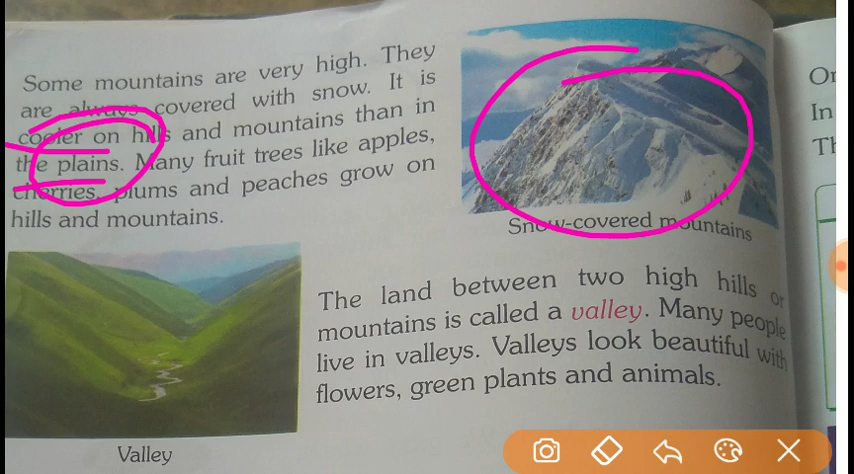 Some mountains are very high. They
are always covered with snow. It is
cooler on hills and mountains than in
the plains. Many fruit trees like apples,
cherries, plums and peaches grow on
hills and mountains.
Snow-covered mountains
The land between two high hills or
mountains is called a valley. Many people
live in valleys. Valleys look beautiful with
flowers, green plants and animals.
Valley
In